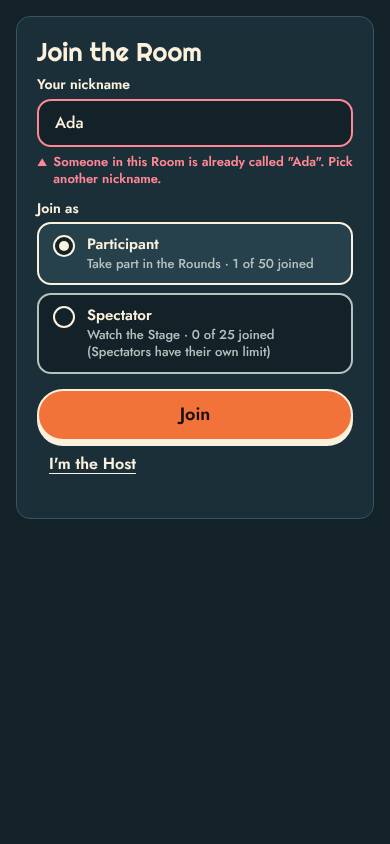 Join the Room
Your nickname
Ada
▲ Someone in this Room is already called "Ada". Pick
another nickname.
Join as
Participant
Take part in the Rounds · 1 of 50 joined
Spectator
Watch the Stage · 0 of 25 joined
(Spectators have their own limit)
Join
I'm the Host